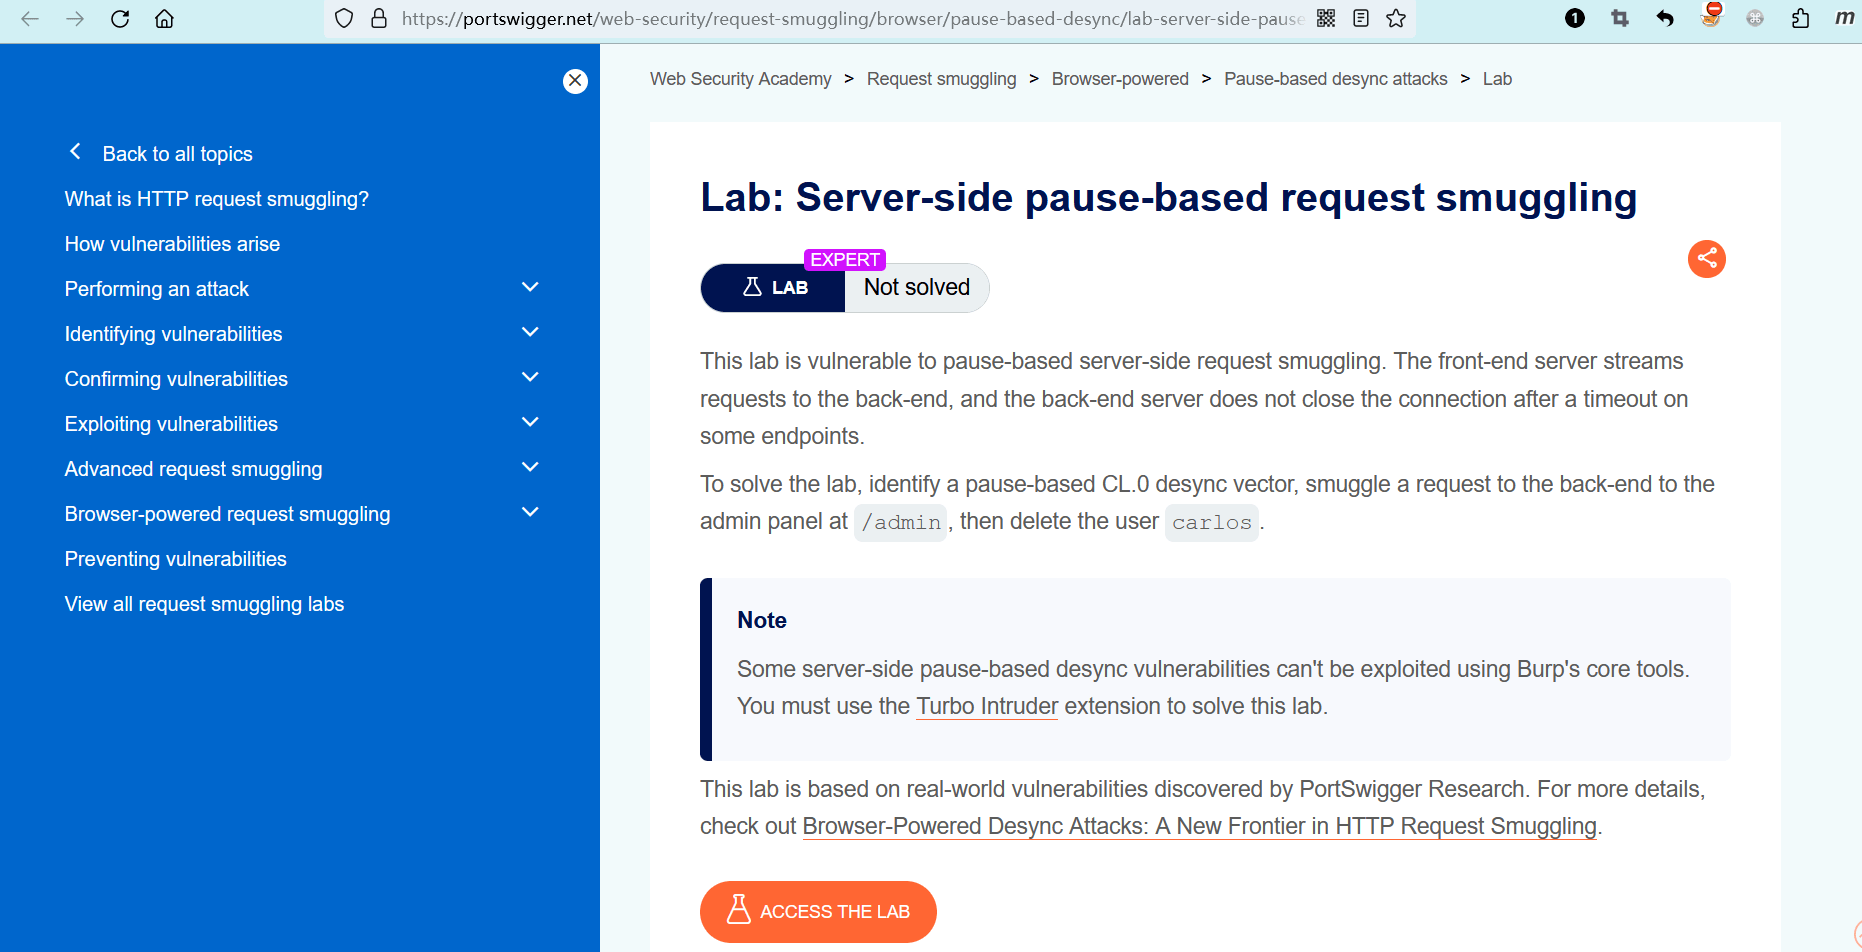 https://portswigger.net/web-security/request-smuggling/browser/pause-based-desync/lab-server-side-pause
1
m
Back to all topics
What is HTTP request smuggling?
How vulnerabilities arise
Performing an attack
Identifying vulnerabilities
Confirming vulnerabilities
Exploiting vulnerabilities
Advanced request smuggling
Browser-powered request smuggling
Preventing vulnerabilities
View all request smuggling labs
Web Security Academy > Request smuggling > Browser-powered > Pause-based desync attacks > Lab
Lab: Server-side pause-based request smuggling
EXPERT
LAB Not solved
This lab is vulnerable to pause-based server-side request smuggling. The front-end server streams
requests to the back-end, and the back-end server does not close the connection after a timeout on
some endpoints.
To solve the lab, identify a pause-based CL.0 desync vector, smuggle a request to the back-end to the
admin panel at /admin, then delete the user carlos.
Note
Some server-side pause-based desync vulnerabilities can't be exploited using Burp's core tools.
You must use the Turbo Intruder extension to solve this lab.
This lab is based on real-world vulnerabilities discovered by PortSwigger Research. For more details,
check out Browser-Powered Desync Attacks: A New Frontier in HTTP Request Smuggling.
ACCESS THE LAB